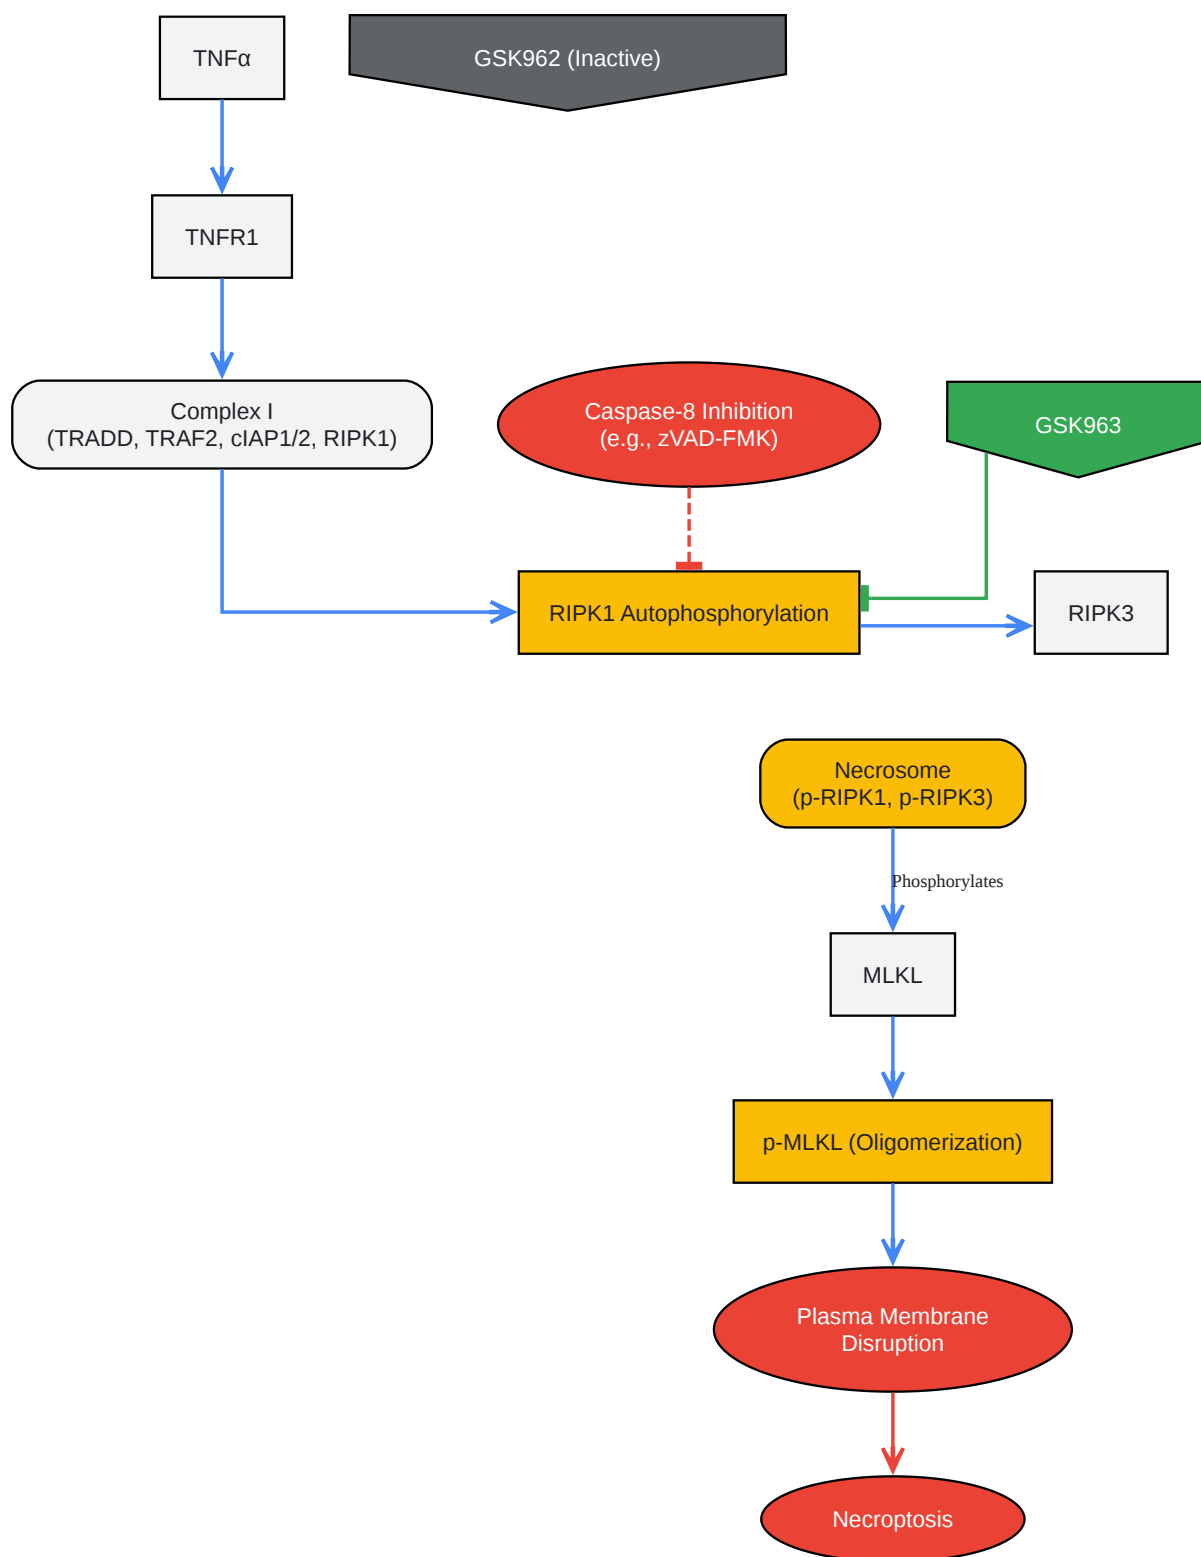 TNFα
GSK962 (Inactive)
TNFR1
Complex I
(TRADD, TRAF2, cIAP1/2, RIPK1)
Caspase-8 Inhibition
(e.g., zVAD-FMK)
GSK963
RIPK1 Autophosphorylation
RIPK3
Necrosome
(p-RIPK1, p-RIPK3)
Phosphorylates
MLKL
p-MLKL (Oligomerization)
Plasma Membrane
Disruption
Necroptosis